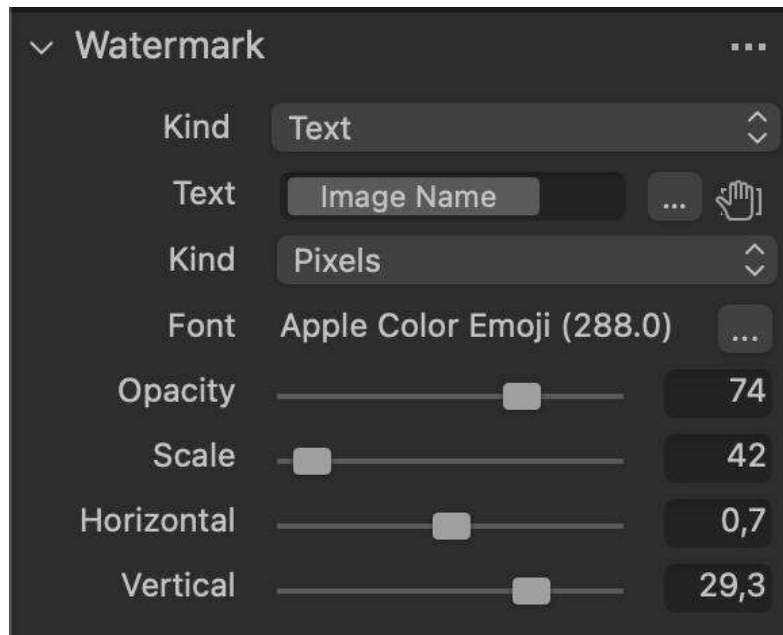 Watermark
Kind Text
Text Image Name ...
Kind Pixels
Font Apple Color Emoji (288.0) ...
Opacity 74
Scale 42
Horizontal 0,7
Vertical 29,3